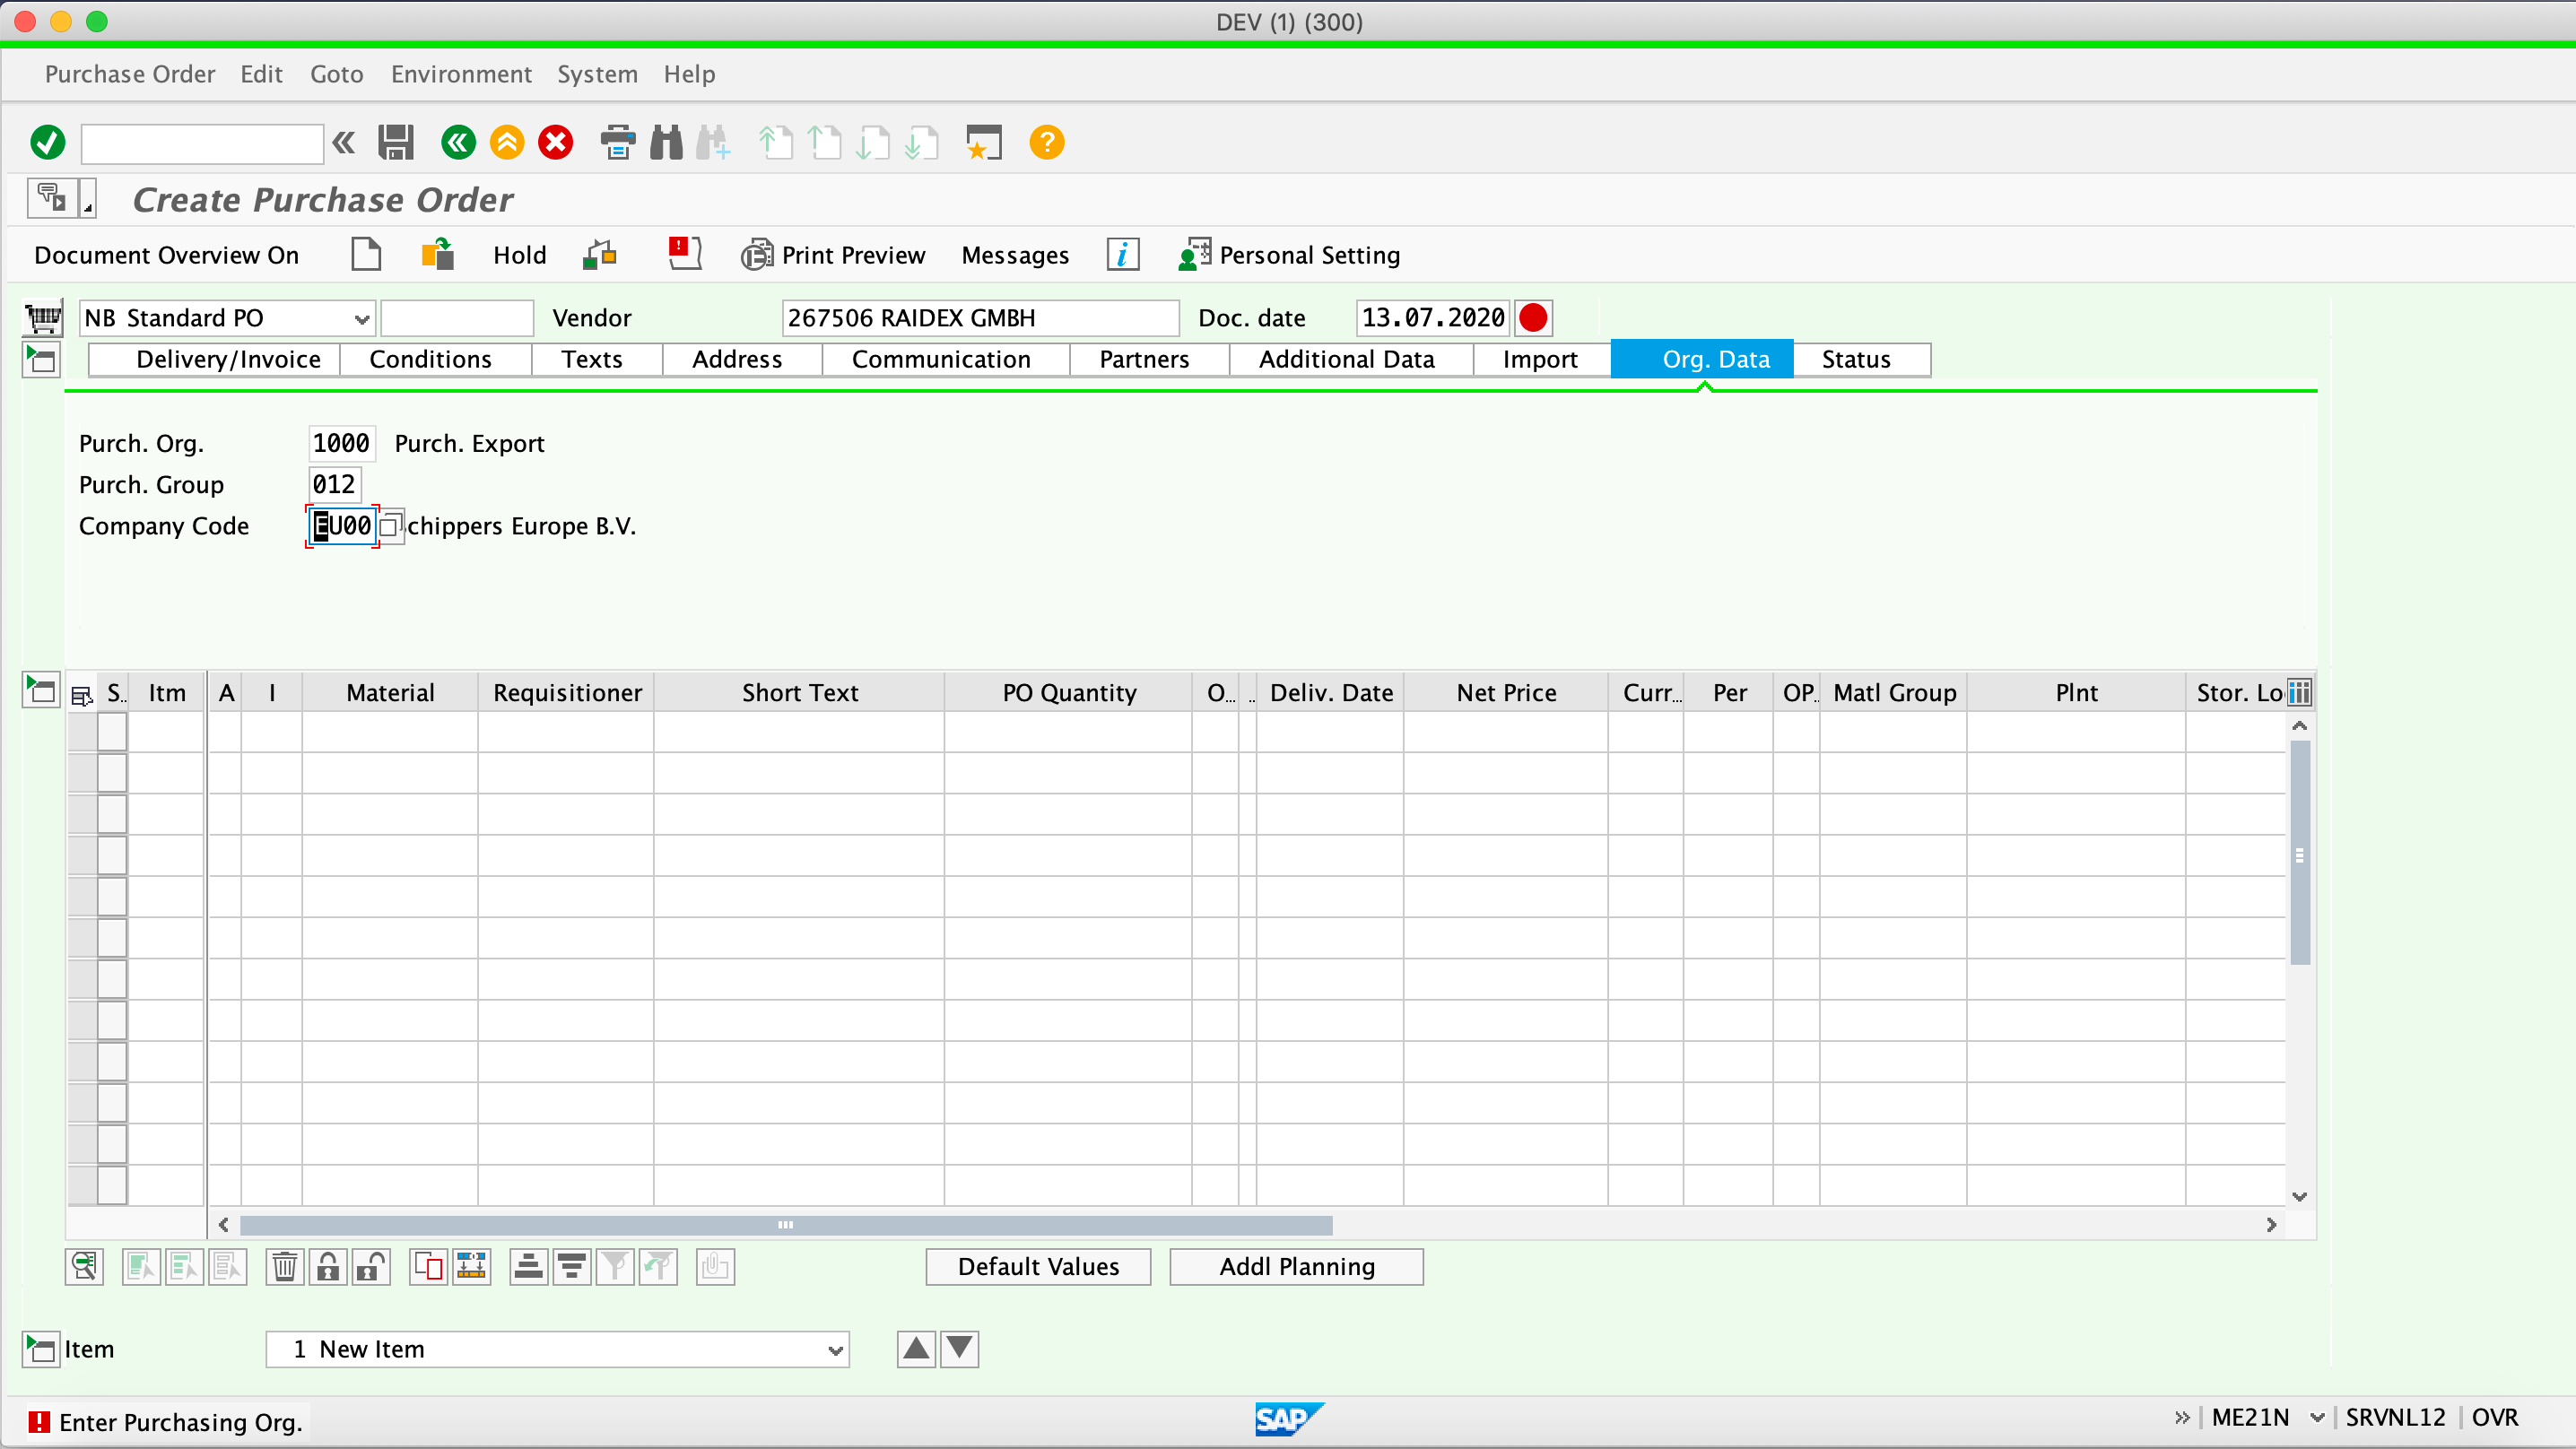 DEV (1) (300)
Purchase Order Edit Goto Environment System Help
Create Purchase Order
Document Overview On Hold Print Preview Messages Personal Setting
NB Standard PO Vendor 267506 RAIDEX GMBH Doc. date 13.07.2020
Delivery/Invoice Conditions Texts Address Communication Partners Additional Data Import Org. Data Status
Purch. Org. 1000 Purch. Export
Purch. Group 012
Company Code EU00 chippers Europe B.V.
S.. Itm A I Material Requisitioner Short Text PO Quantity O... .. Deliv. Date Net Price Curr... Per OP.. Matl Group Plnt Stor. Lo
Default Values Addl Planning
Item 1 New Item
Enter Purchasing Org. SAP ME21N SRVNL12 OVR